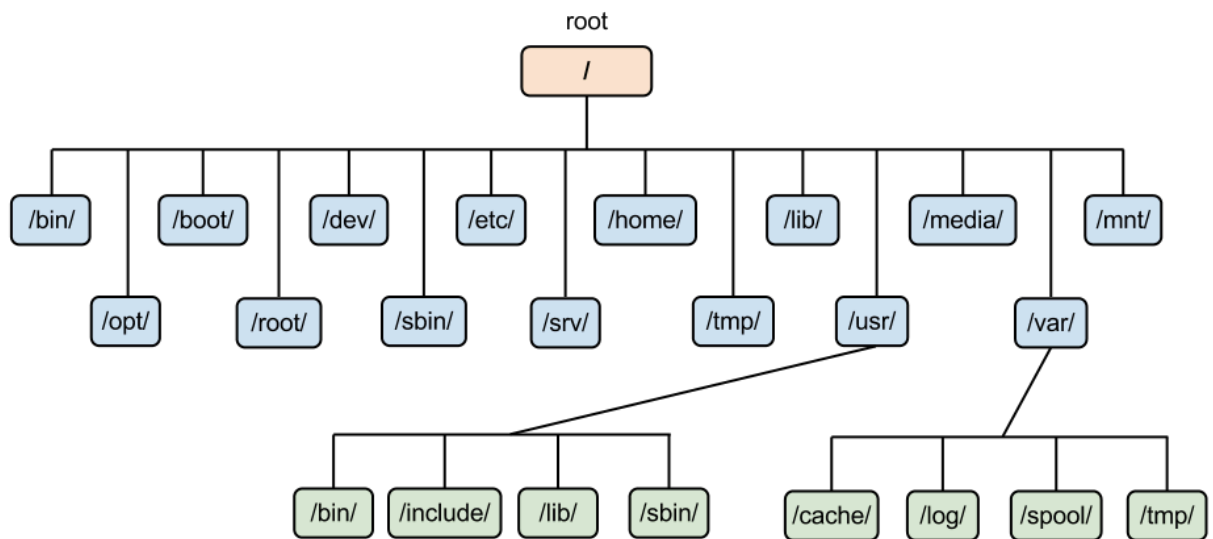 root
/
/bin/
/boot/
/dev/
/etc/
/home/
/lib/
/media/
/mnt/
/opt/
/root/
/sbin/
/srv/
/tmp/
/usr/
/var/
/bin/
/include/
/lib/
/sbin/
/cache/
/log/
/spool/
/tmp/